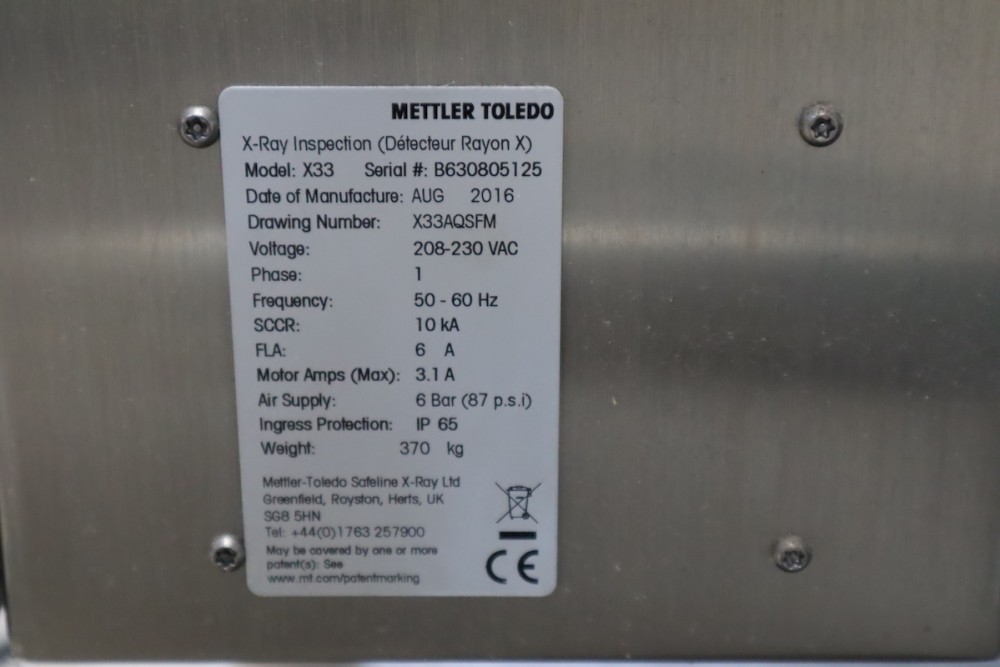 METTLER TOLEDO
X-Ray Inspection (Détecteur Rayon X)
Model: X33 Serial #: B630805125
Date of Manufacture: AUG 2016
Drawing Number: X33AQSFM
Voltage: 208-230 VAC
Phase: 1
Frequency: 50 - 60 Hz
SCCR: 10 kA
FLA: 6 A
Motor Amps (Max): 3.1 A
Air Supply: 6 Bar (87 p.s.i)
Ingress Protection: IP 65
Weight: 370 kg
Mettler-Toledo Safeline X-Ray Ltd
Greenfield, Royston, Herts, UK
SG8 5HN
Tel: +44(0)1763 257900
May be covered by one or more
patent(s): See
www.mt.com/patentmarking
CE